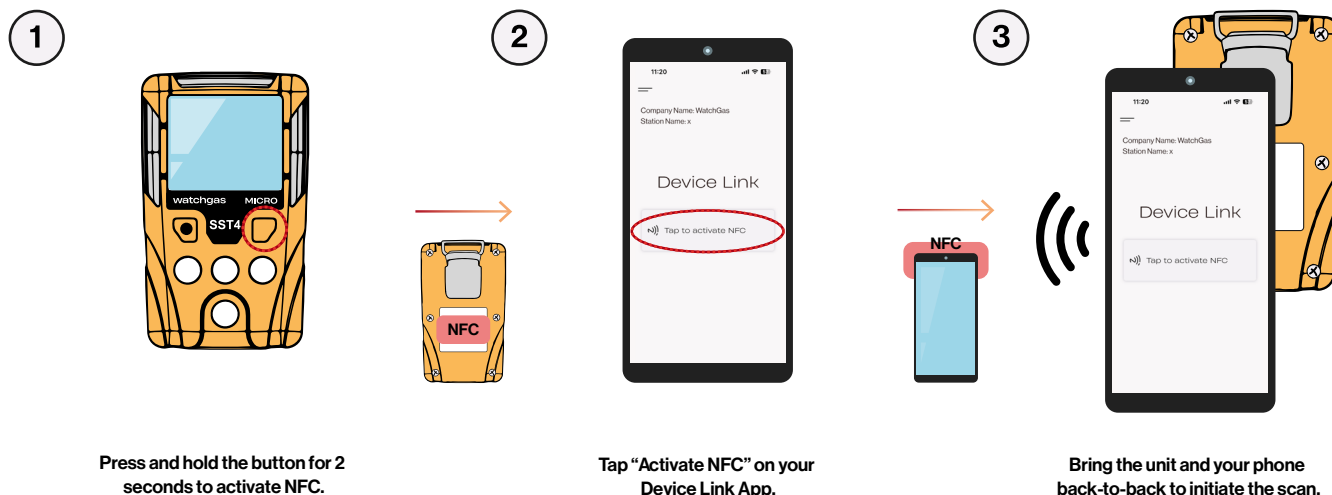 1
2
3
watchgas MICRO
SST4
NFC
11:20
Company Name: WatchGas
Station Name: x
Device Link
Tap to activate NFC
NFC
11:20
Company Name: WatchGas
Station Name: x
Device Link
Tap to activate NFC
Press and hold the button for 2
seconds to activate NFC.
Tap “Activate NFC” on your
Device Link App.
Bring the unit and your phone
back-to-back to initiate the scan.